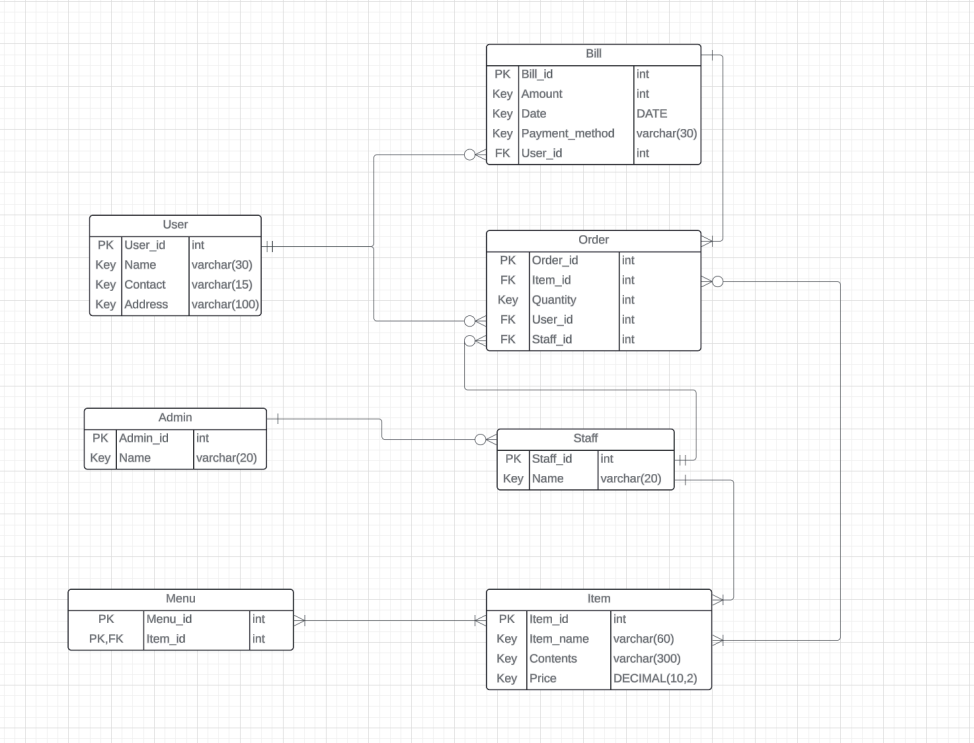 Bill
PK Bill_id int
Key Amount int
Key Date DATE
Key Payment_method varchar(30)
FK User_id int
User
PK User_id int
Key Name varchar(30)
Key Contact varchar(15)
Key Address varchar(100)
Order
PK Order_id int
FK Item_id int
Key Quantity int
FK User_id int
FK Staff_id int
Admin
PK Admin_id int
Key Name varchar(20)
Staff
PK Staff_id int
Key Name varchar(20)
Menu
PK Menu_id int
PK,FK Item_id int
Item
PK Item_id int
Key Item_name varchar(60)
Key Contents varchar(300)
Key Price DECIMAL(10,2)